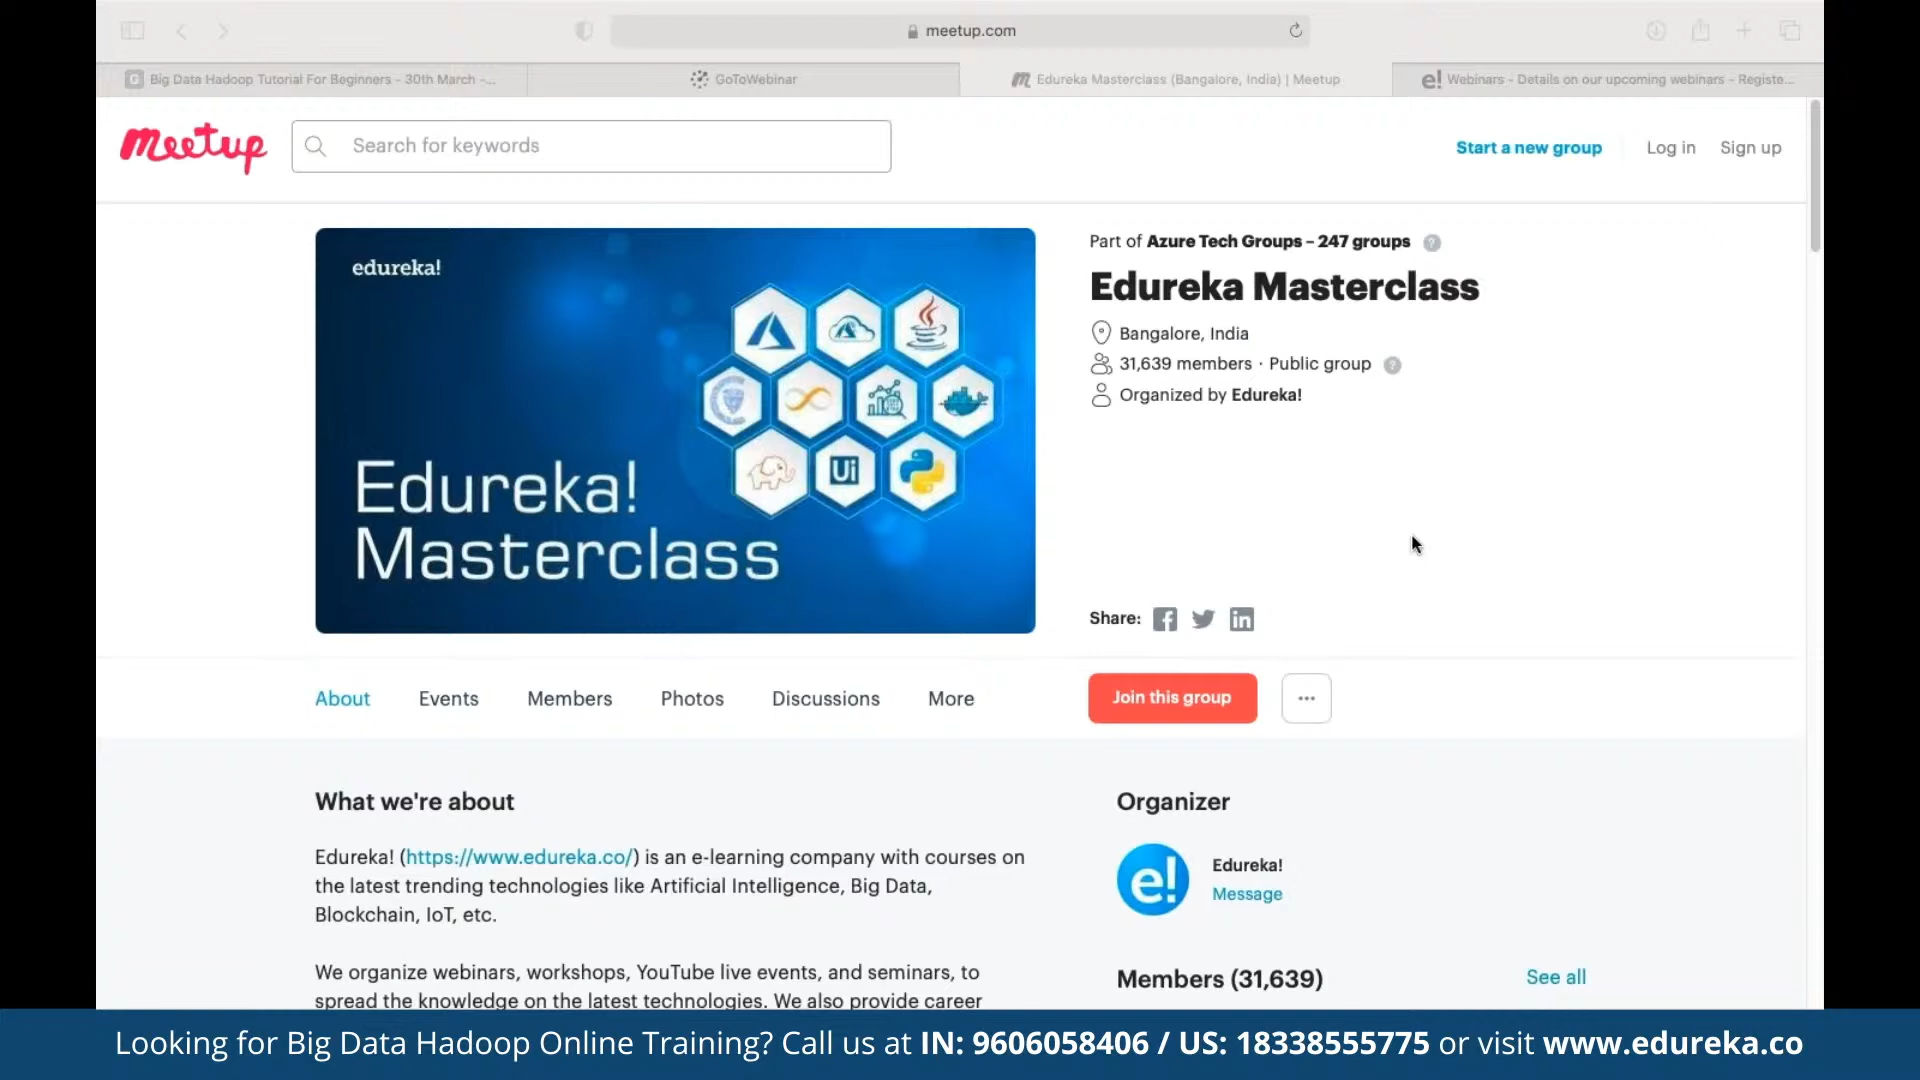 meetup.com
Big Data Hadoop Tutorial For Beginners - 30th March -...
GoToWebinar
Edureka Masterclass (Bangalore, India) | Meetup
e! Webinars - Details on our upcoming webinars - Registe...
meetup
Search for keywords
Start a new group
Log in
Sign up
edureka!
Ui
Edureka!
Masterclass
Part of Azure Tech Groups – 247 groups ?
Edureka Masterclass
Bangalore, India
31,639 members · Public group ?
Organized by Edureka!
Share:
About
Events
Members
Photos
Discussions
More
Join this group
What we're about
Edureka! (https://www.edureka.co/) is an e-learning company with courses on
the latest trending technologies like Artificial Intelligence, Big Data,
Blockchain, IoT, etc.
We organize webinars, workshops, YouTube live events, and seminars, to
spread the knowledge on the latest technologies. We also provide career
Organizer
e!
Edureka!
Message
Members (31,639)
See all
Looking for Big Data Hadoop Online Training? Call us at IN: 9606058406 / US: 18338555775 or visit www.edureka.co